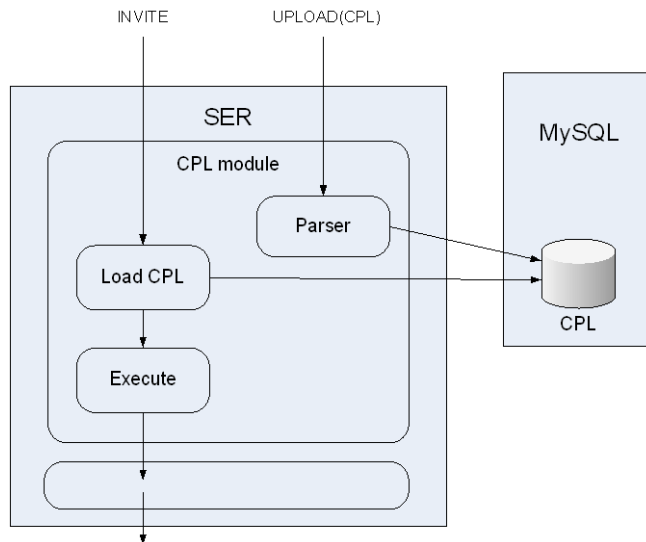 INVITE
UPLOAD(CPL)
SER
MySQL
CPL module
Parser
Load CPL
CPL
Execute